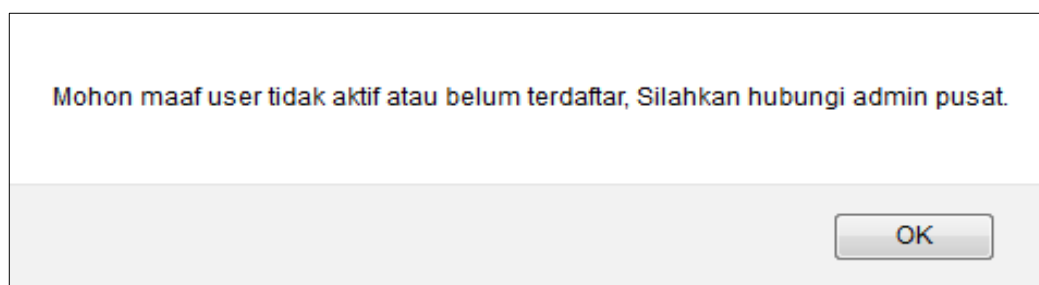 Mohon maaf user tidak aktif atau belum terdaftar, Silahkan hubungi admin pusat.
OK